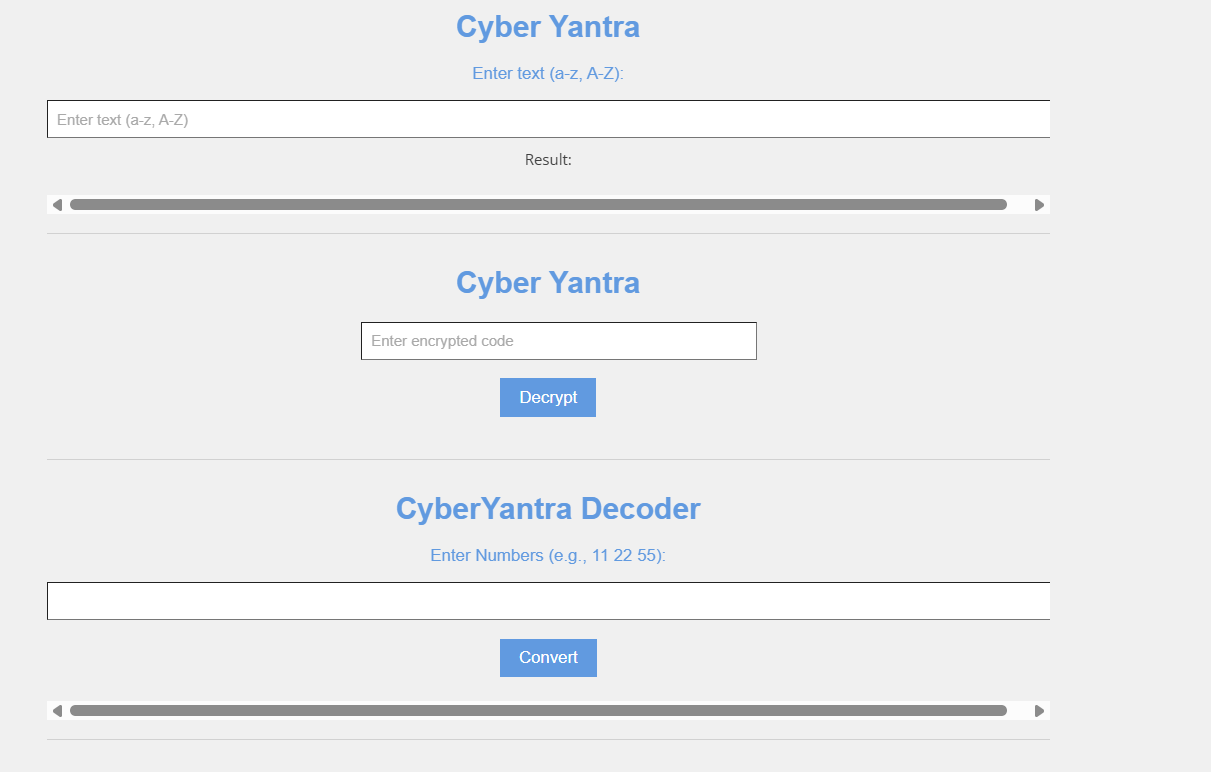 Cyber Yantra
Enter text (a-z, A-Z):
Enter text (a-z, A-Z)
Result:
Cyber Yantra
Enter encrypted code
Decrypt
CyberYantra Decoder
Enter Numbers (e.g., 11 22 55):
Convert